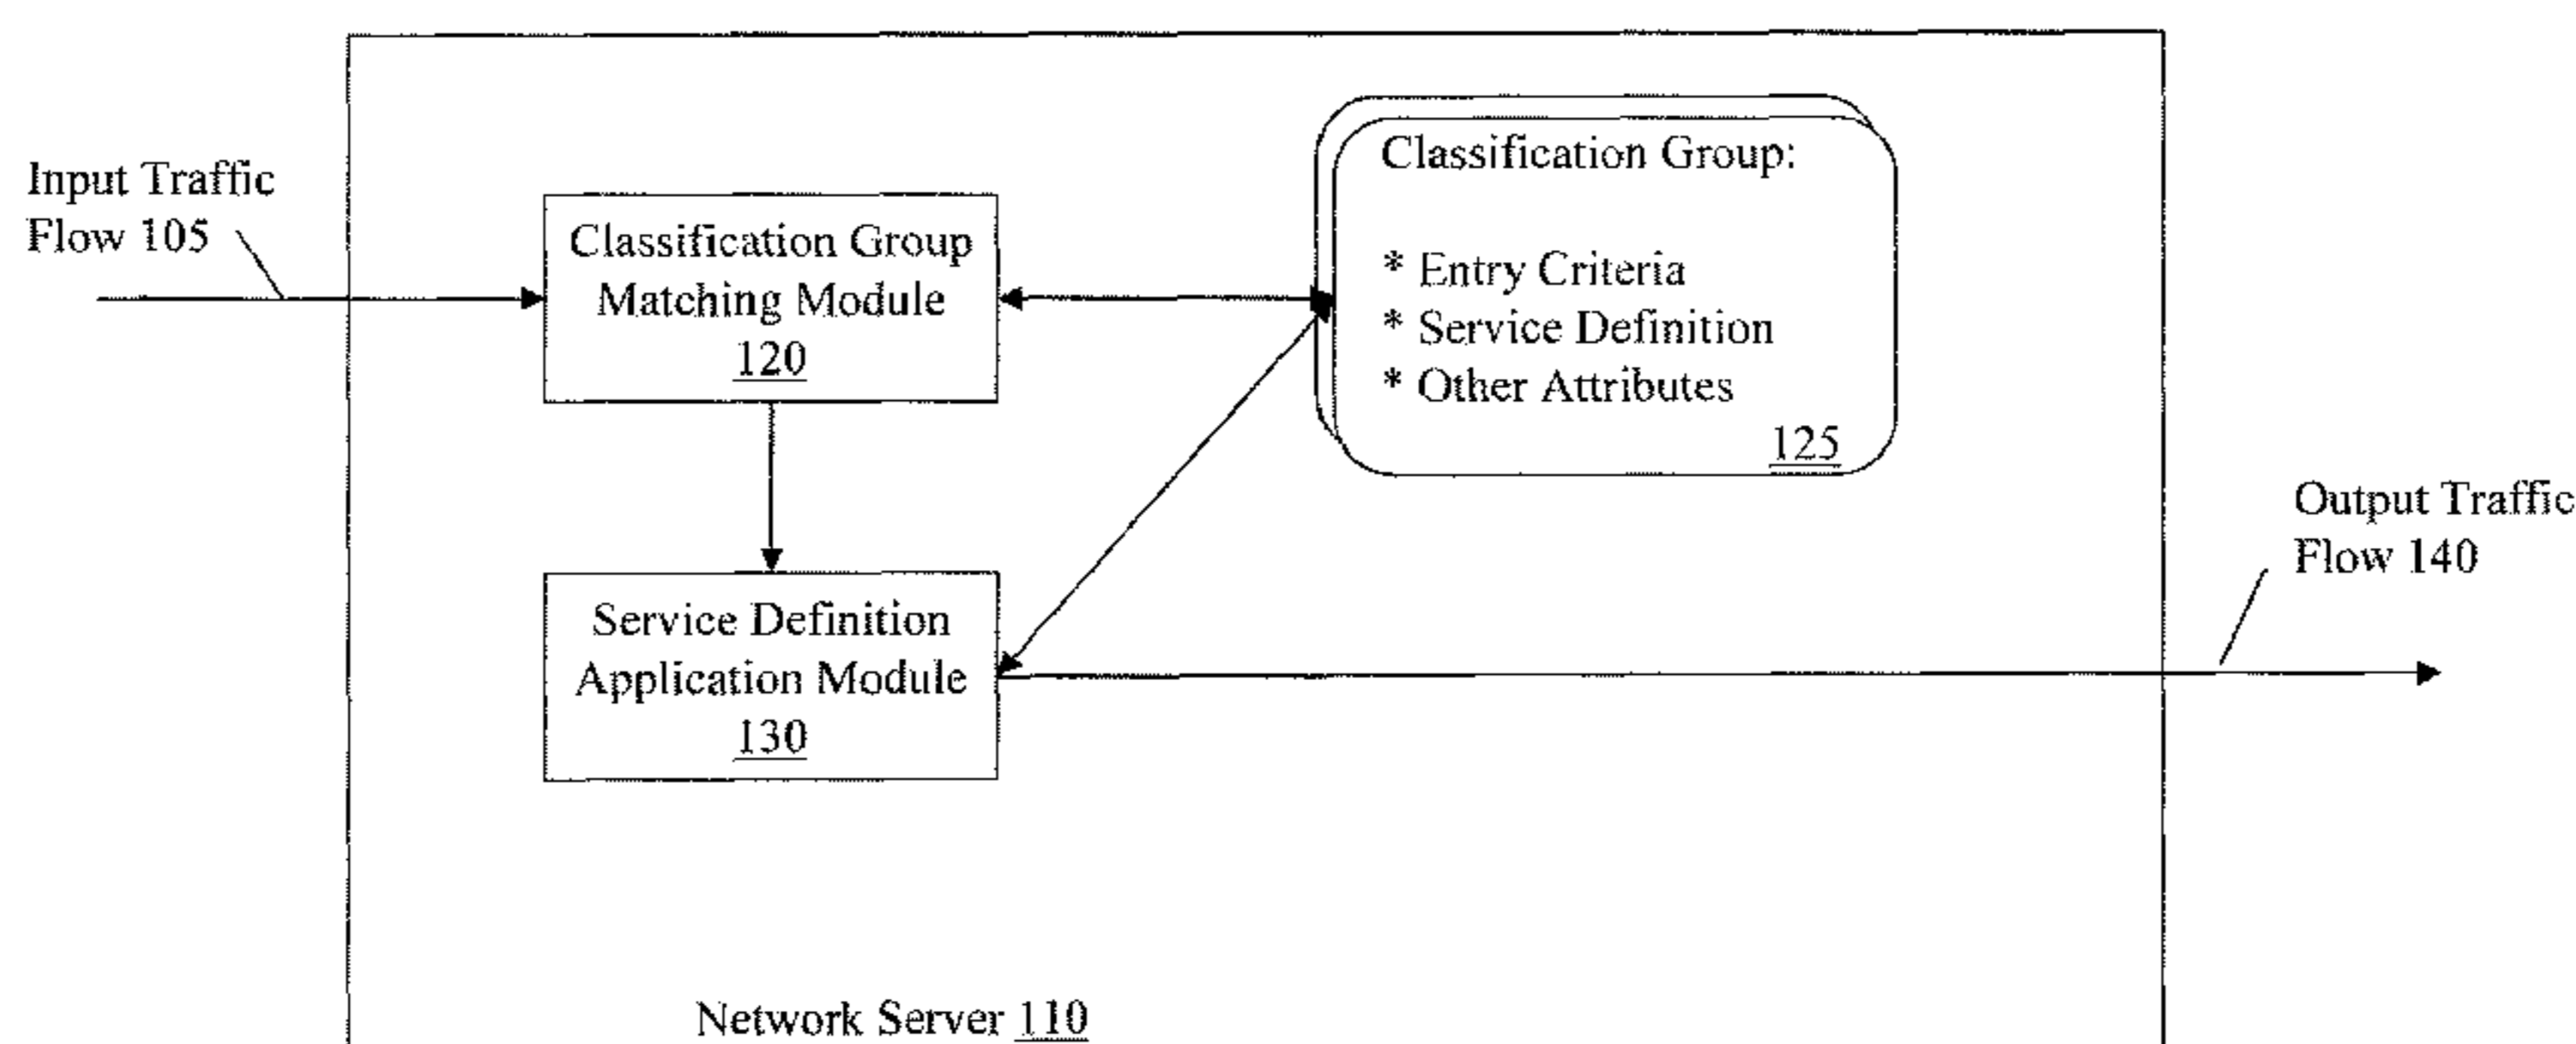 Input Traffic
Flow 105
Classification Group
Matching Module
120
Classification Group:
* Entry Criteria
* Service Definition
* Other Attributes
125
Service Definition
Application Module
130
Output Traffic
Flow 140
Network Server 110